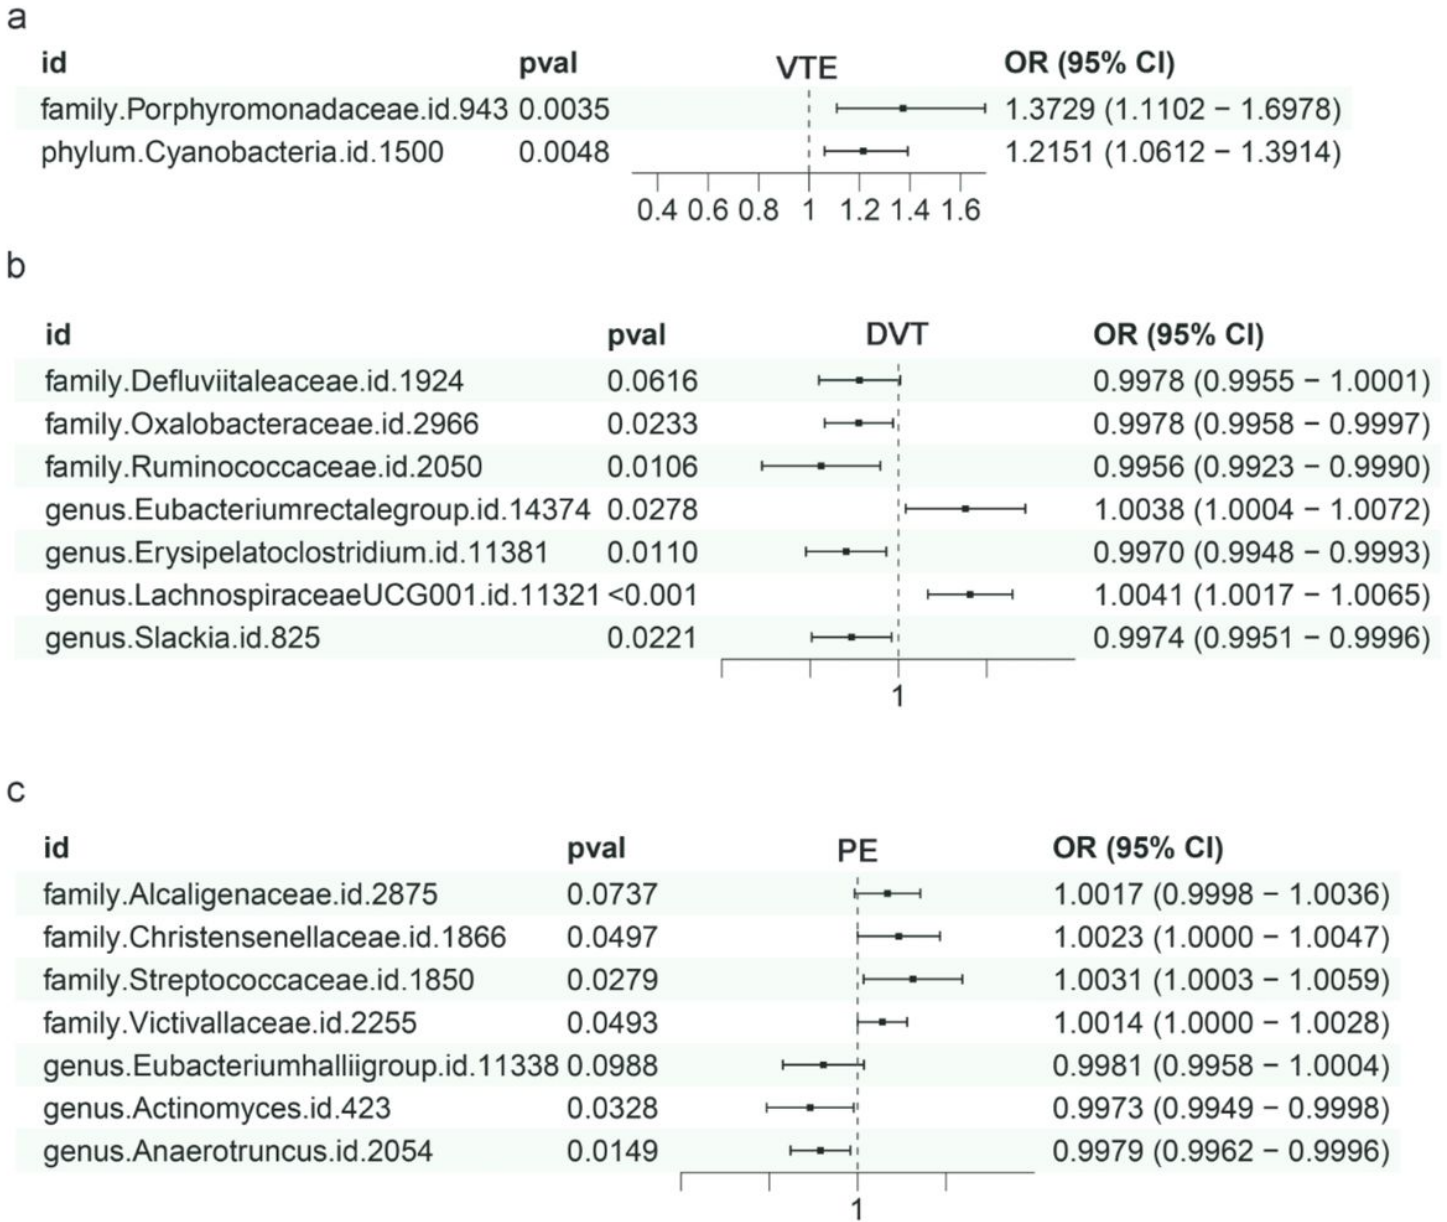 a
id pval VTE OR (95% CI)
family.Porphyromonadaceae.id.943 0.0035 1.3729 (1.1102 − 1.6978)
phylum.Cyanobacteria.id.1500 0.0048 1.2151 (1.0612 − 1.3914)
0.4 0.6 0.8 1 1.2 1.4 1.6
b
id pval DVT OR (95% CI)
family.Defluviitaleaceae.id.1924 0.0616 0.9978 (0.9955 − 1.0001)
family.Oxalobacteraceae.id.2966 0.0233 0.9978 (0.9958 − 0.9997)
family.Ruminococcaceae.id.2050 0.0106 0.9956 (0.9923 − 0.9990)
genus.Eubacteriumrectalegroup.id.14374 0.0278 1.0038 (1.0004 − 1.0072)
genus.Erysipelatoclostridium.id.11381 0.0110 0.9970 (0.9948 − 0.9993)
genus.LachnospiraceaeUCG001.id.11321 <0.001 1.0041 (1.0017 − 1.0065)
genus.Slackia.id.825 0.0221 0.9974 (0.9951 − 0.9996)
1
c
id pval PE OR (95% CI)
family.Alcaligenaceae.id.2875 0.0737 1.0017 (0.9998 − 1.0036)
family.Christensenellaceae.id.1866 0.0497 1.0023 (1.0000 − 1.0047)
family.Streptococcaceae.id.1850 0.0279 1.0031 (1.0003 − 1.0059)
family.Victivallaceae.id.2255 0.0493 1.0014 (1.0000 − 1.0028)
genus.Eubacteriumhalliigroup.id.11338 0.0988 0.9981 (0.9958 − 1.0004)
genus.Actinomyces.id.423 0.0328 0.9973 (0.9949 − 0.9998)
genus.Anaerotruncus.id.2054 0.0149 0.9979 (0.9962 − 0.9996)
1